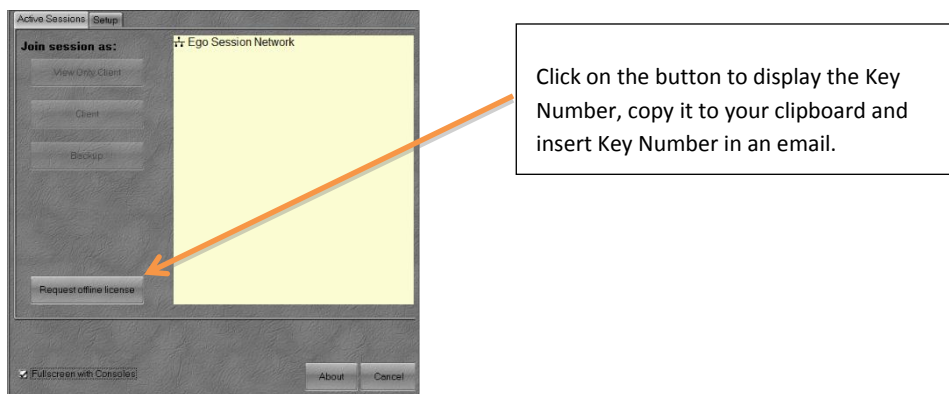 Active Sessions Setup
Join session as:
Ego Session Network
View Only Client
Client
Backup
Request offline license
Fullscreen with Consoles
About Cancel
Click on the button to display the Key
Number, copy it to your clipboard and
insert Key Number in an email.